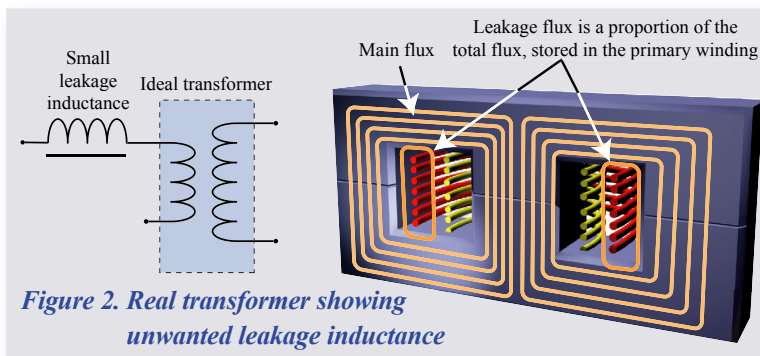 Leakage flux is a proportion of the
total flux, stored in the primary winding
Main flux
Small
leakage
inductance
Ideal transformer
Figure 2. Real transformer showing
unwanted leakage inductance